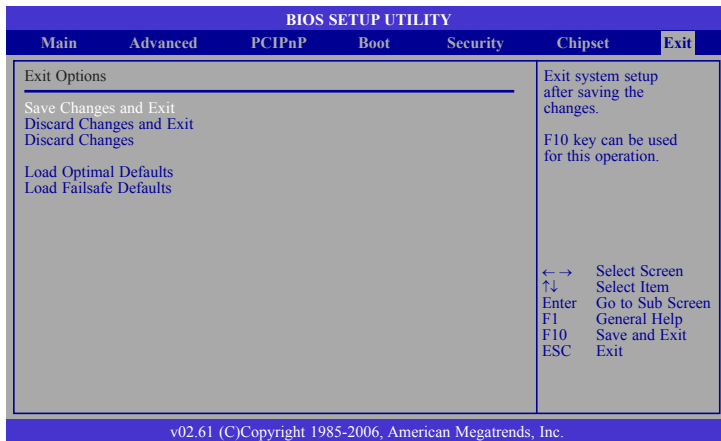 BIOS SETUP UTILITY
Main Advanced PCIPnP Boot Security Chipset Exit
Exit Options
Save Changes and Exit
Discard Changes and Exit
Discard Changes
Load Optimal Defaults
Load Failsafe Defaults
Exit system setup
after saving the
changes.
F10 key can be used
for this operation.
←→ Select Screen
↑↓ Select Item
Enter Go to Sub Screen
F1 General Help
F10 Save and Exit
ESC Exit
v02.61 (C)Copyright 1985-2006, American Megatrends, Inc.